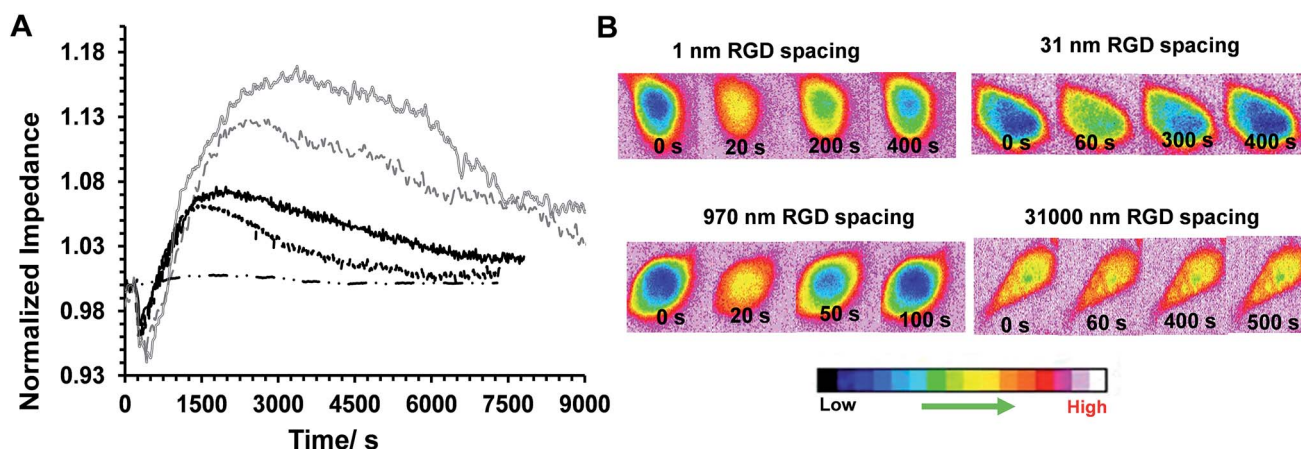 A
Normalized Impedance
1.18
1.13
1.08
1.03
0.98
0.93
0 1500 3000 4500 6000 7500 9000
Time/ s
B
1 nm RGD spacing
0 s 20 s 200 s 400 s
31 nm RGD spacing
0 s 60 s 300 s 400 s
970 nm RGD spacing
0 s 20 s 50 s 100 s
31000 nm RGD spacing
0 s 60 s 400 s 500 s
Low High